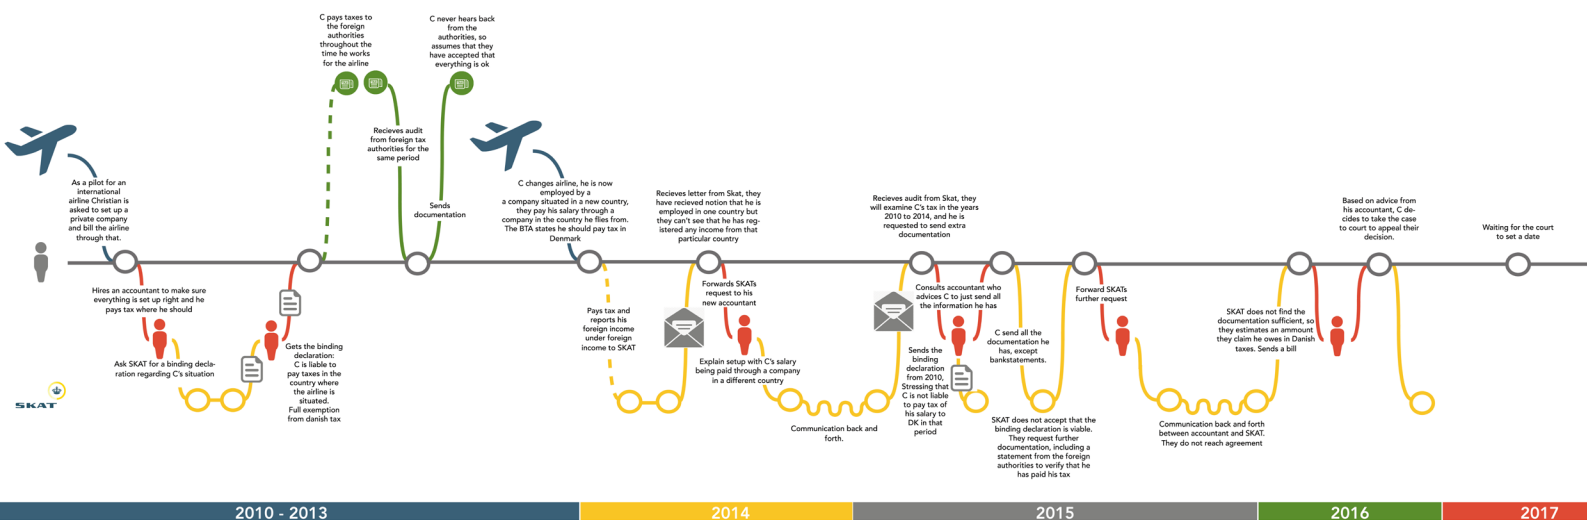 C pays taxes to
the foreign
authorities
throughout the
time he works
for the airline
C never hears back
from the
authorities, so
assumes that they
have accepted that
everything is ok
Recieves audit
from foreign tax
authorities for the
same period
Sends
documentation
As a pilot for an
international
airline Christian is
asked to set up a
private company
and bill the airline
through that.
C changes airline, he is now
employed by a
a company situated in a new country,
they pay his salary through a
company in the country he flies from.
The BTA states he should pay tax in
Denmark
Recieves letter from Skat, they
have recieved notion that he is
employed in one country but
they can't see that he has reg-
istered any income from that
particular country
Recieves audit from Skat, they
will examine C's tax in the years
2010 to 2014, and he is
requested to send extra
documentation
Based on advice from
his accountant, C de-
cides to take the case
to court to appeal their
decision.
Waiting for the court
to set a date
Hires an accountant to make sure
everything is set up right and he
pays tax where he should
Ask SKAT for a binding decla-
ration regarding C's situation
Gets the binding
declaration:
C is liable to
pay taxes in the
country where
the airline is
situated.
Full exemption
from danish tax
Pays tax and
reports his
foreign income
under foreign
income to SKAT
Forwards SKATs
request to his
new accountant
Explain setup with C's salary
being paid through a company
in a different country
Communication back and
forth.
Consults accountant who
advices C to just send all
the information he has
Sends the
binding
declaration
from 2010,
Stressing that
C is not liable
to pay tax of
his salary to
DK in that
period
C send all the
documentation he
has, except
bankstatements.
SKAT does not accept that the
binding declaration is viable.
They request further
documentation, including a
statement from the foreign
authorities to verify that he
has paid his tax
Forward SKATs
further request
Communication back and forth
between accountant and SKAT.
They do not reach agreement
SKAT does not find the
documentation sufficient, so
they estimates an ammount
they claim he owes in Danish
taxes. Sends a bill
SKAT
2010 - 2013
2014
2015
2016
2017